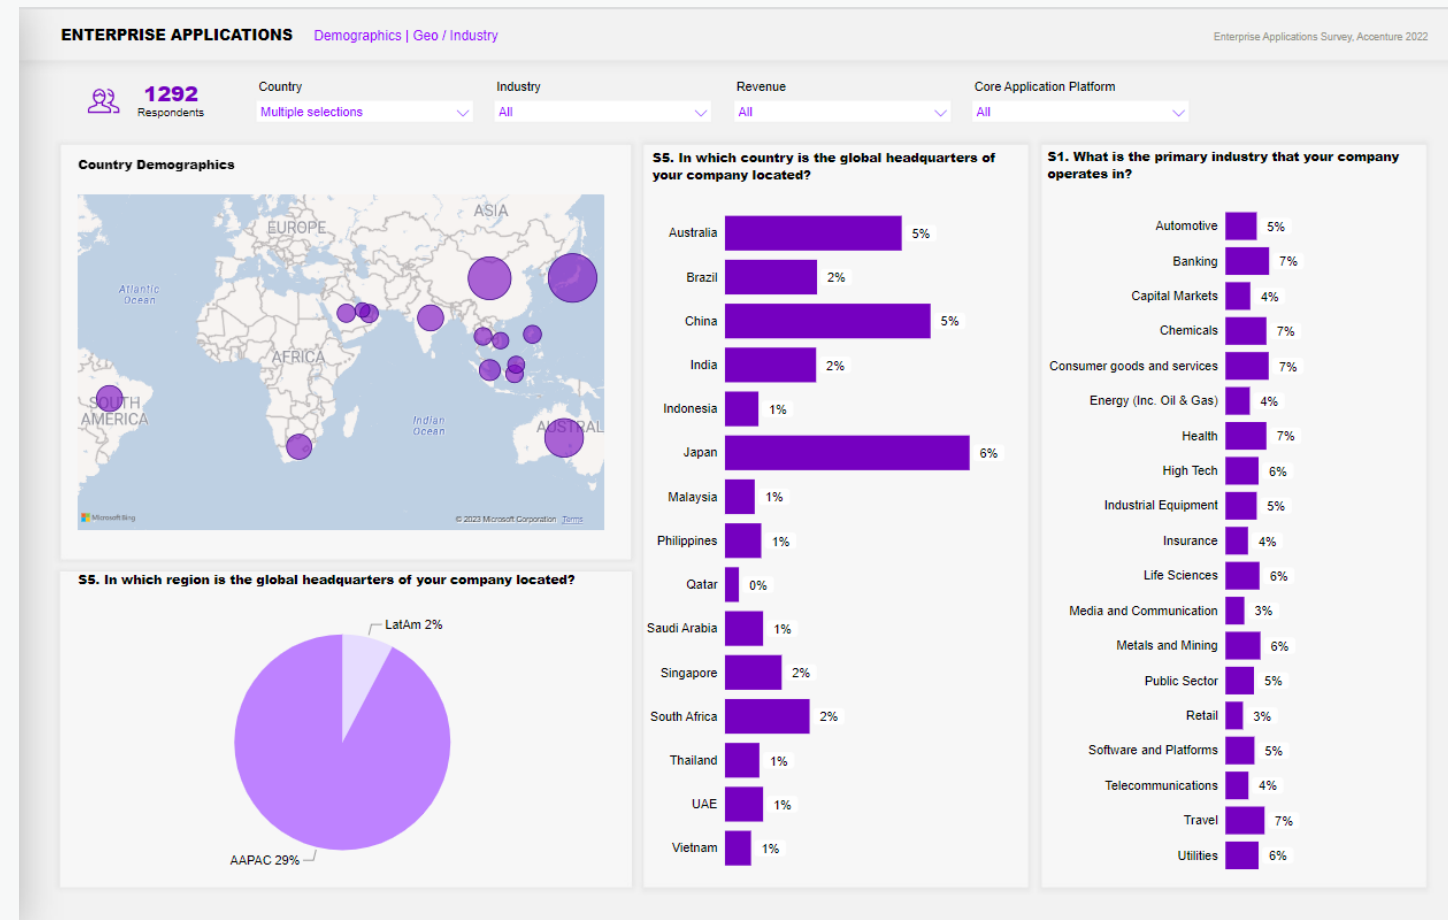 ENTERPRISE APPLICATIONS Demographics | Geo / Industry
Enterprise Applications Survey, Accenture 2022
1292
Respondents
Country
Multiple selections
Industry
All
Revenue
All
Core Application Platform
All
Country Demographics
ASIA
EUROPE
Atlantic
Ocean
AFRICA
SOUTH
AMERICA
Indian
Ocean
AUSTRAL
Microsoft Bing
© 2023 Microsoft Corporation Terms
S5. In which region is the global headquarters of your company located?
LatAm 2%
AAPAC 29%
S5. In which country is the global headquarters of
your company located?
Australia 5%
Brazil 2%
China 5%
India 2%
Indonesia 1%
Japan 6%
Malaysia 1%
Philippines 1%
Qatar 0%
Saudi Arabia 1%
Singapore 2%
South Africa 2%
Thailand 1%
UAE 1%
Vietnam 1%
S1. What is the primary industry that your company
operates in?
Automotive 5%
Banking 7%
Capital Markets 4%
Chemicals 7%
Consumer goods and services 7%
Energy (Inc. Oil & Gas) 4%
Health 7%
High Tech 6%
Industrial Equipment 5%
Insurance 4%
Life Sciences 6%
Media and Communication 3%
Metals and Mining 6%
Public Sector 5%
Retail 3%
Software and Platforms 5%
Telecommunications 4%
Travel 7%
Utilities 6%